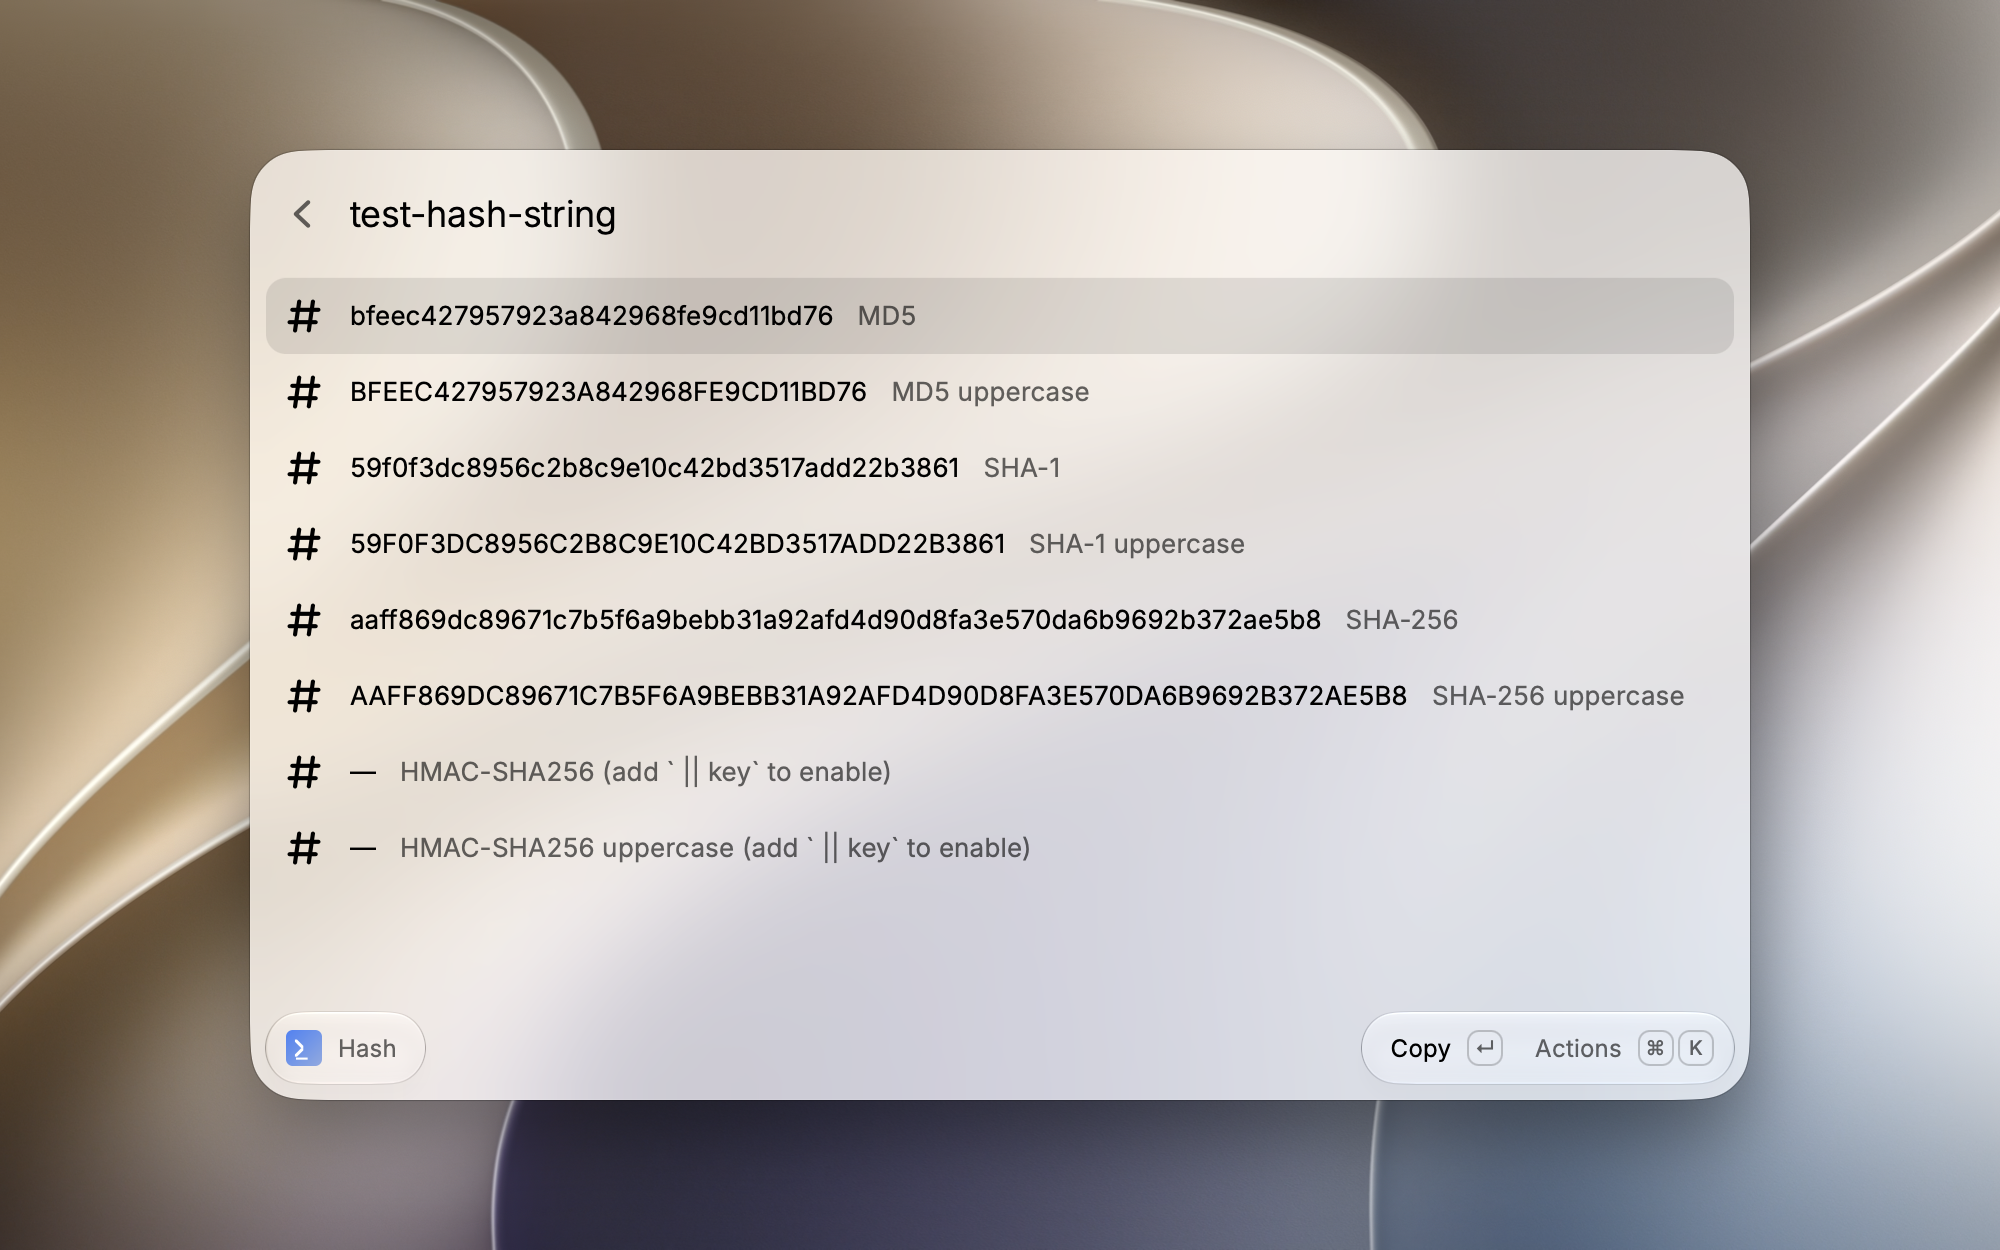 test-hash-string
bfeec427957923a842968fe9cd11bd76 MD5
BFEEC427957923A842968FE9CD11BD76 MD5 uppercase
59f0f3dc8956c2b8c9e10c42bd3517add22b3861 SHA-1
59F0F3DC8956C2B8C9E10C42BD3517ADD22B3861 SHA-1 uppercase
aaff869dc89671c7b5f6a9bebb31a92afd4d90d8fa3e570da6b9692b372ae5b8 SHA-256
AAFF869DC89671C7B5F6A9BEBB31A92AFD4D90D8FA3E570DA6B9692B372AE5B8 SHA-256 uppercase
— HMAC-SHA256 (add ` || key` to enable)
— HMAC-SHA256 uppercase (add ` || key` to enable)
Hash Copy ↵ Actions ⌘ K